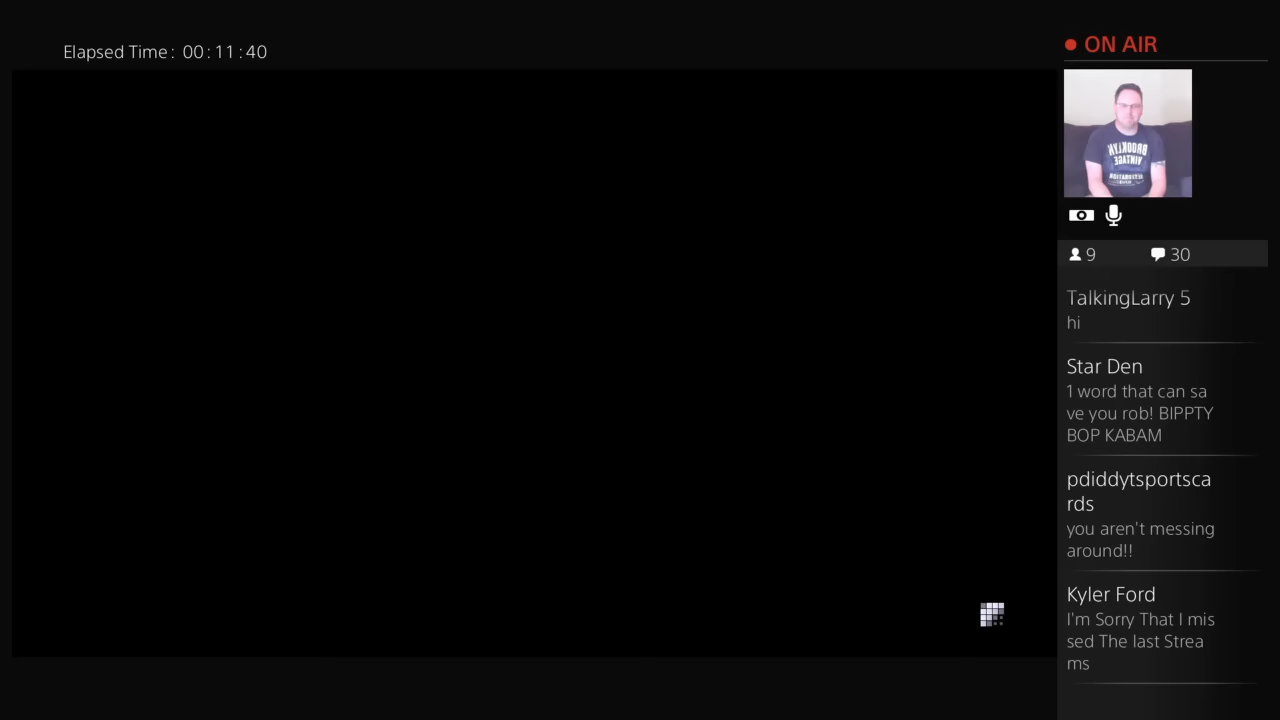 Elapsed Time: 00:11:40
ON AIR
BROOKLYN
VINTAGE
9
30
TalkingLarry 5
hi
Star Den
1 word that can sa
ve you rob! BIPPTY
BOP KABAM
pdiddytsportsca
rds
you aren't messing
around!!
Kyler Ford
I'm Sorry That I mis
sed The last Strea
ms